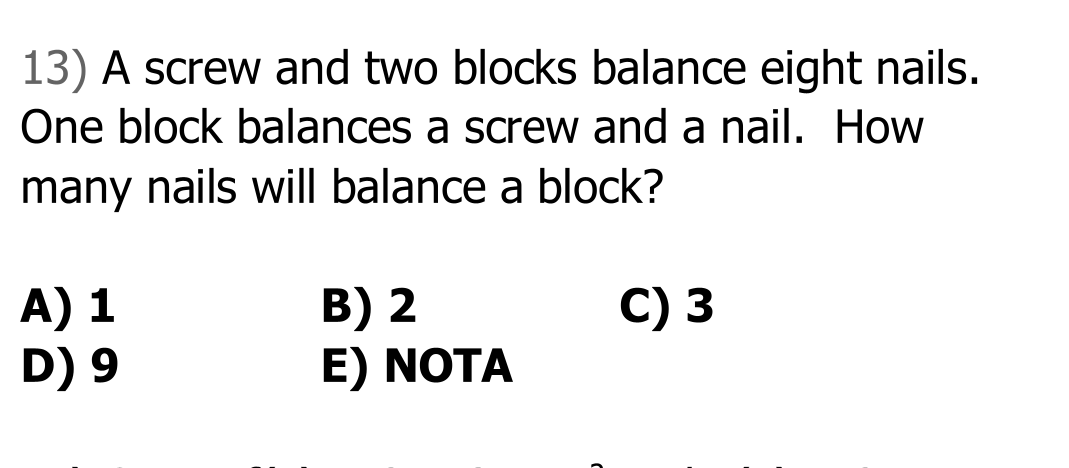 13) A screw and two blocks balance eight nails.
One block balances a screw and a nail.  How
many nails will balance a block?
A) 1 B) 2 C) 3
D) 9 E) NOTA